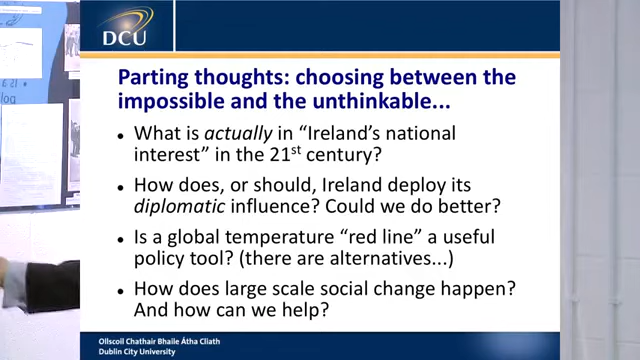 DCU
Parting thoughts: choosing between the
impossible and the unthinkable...
• What is actually in “Ireland’s national
interest” in the 21st century?
• How does, or should, Ireland deploy its
diplomatic influence? Could we do better?
• Is a global temperature “red line” a useful
policy tool? (there are alternatives...)
• How does large scale social change happen?
And how can we help?
Ollscoil Chathair Bhaile Átha Cliath
Dublin City University